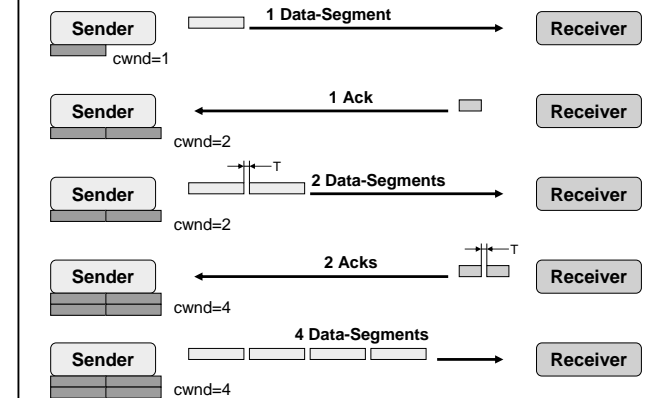 1 Data-Segment
Sender
Receiver
cwnd=1
1 Ack
Sender
Receiver
cwnd=2
T
2 Data-Segments
Sender
Receiver
cwnd=2
T
2 Acks
Sender
Receiver
cwnd=4
4 Data-Segments
Sender
Receiver
cwnd=4